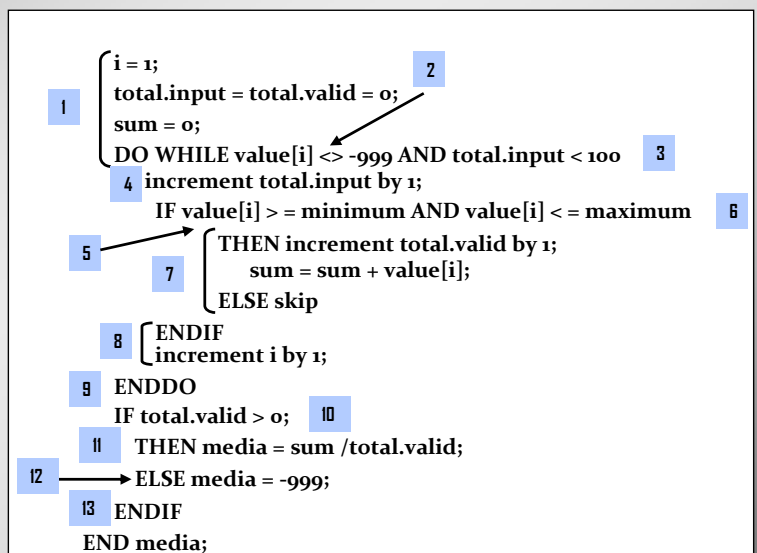 i = 1;
2
1
total.input = total.valid = 0;
sum = 0;
DO WHILE value[i] <> -999 AND total.input < 100 3
4 increment total.input by 1;
IF value[i] > = minimum AND value[i] < = maximum 6
5
THEN increment total.valid by 1;
7
sum = sum + value[i];
ELSE skip
8
ENDIF
increment i by 1;
9 ENDDO
IF total.valid > 0; 10
11 THEN media = sum /total.valid;
12 ELSE media = -999;
13 ENDIF
END media;